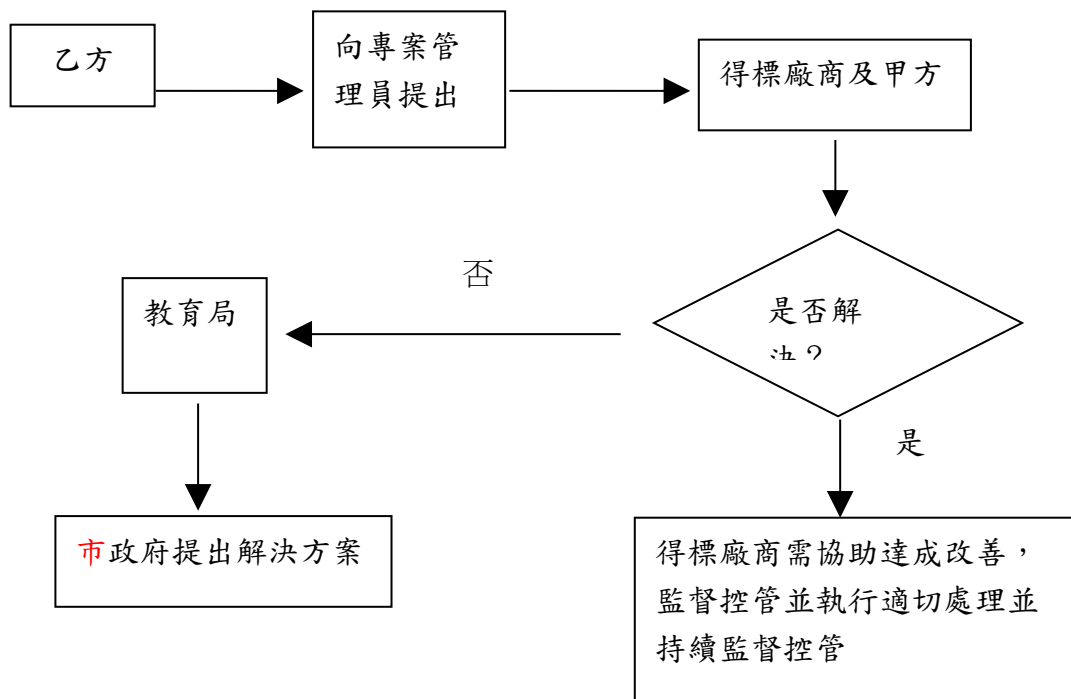 乙方
向專案管
理員提出
得標廠商及甲方
否
教育局
是否解
決？
是
市政府提出解決方案
得標廠商需協助達成改善，
監督控管並執行適切處理並
持續監督控管